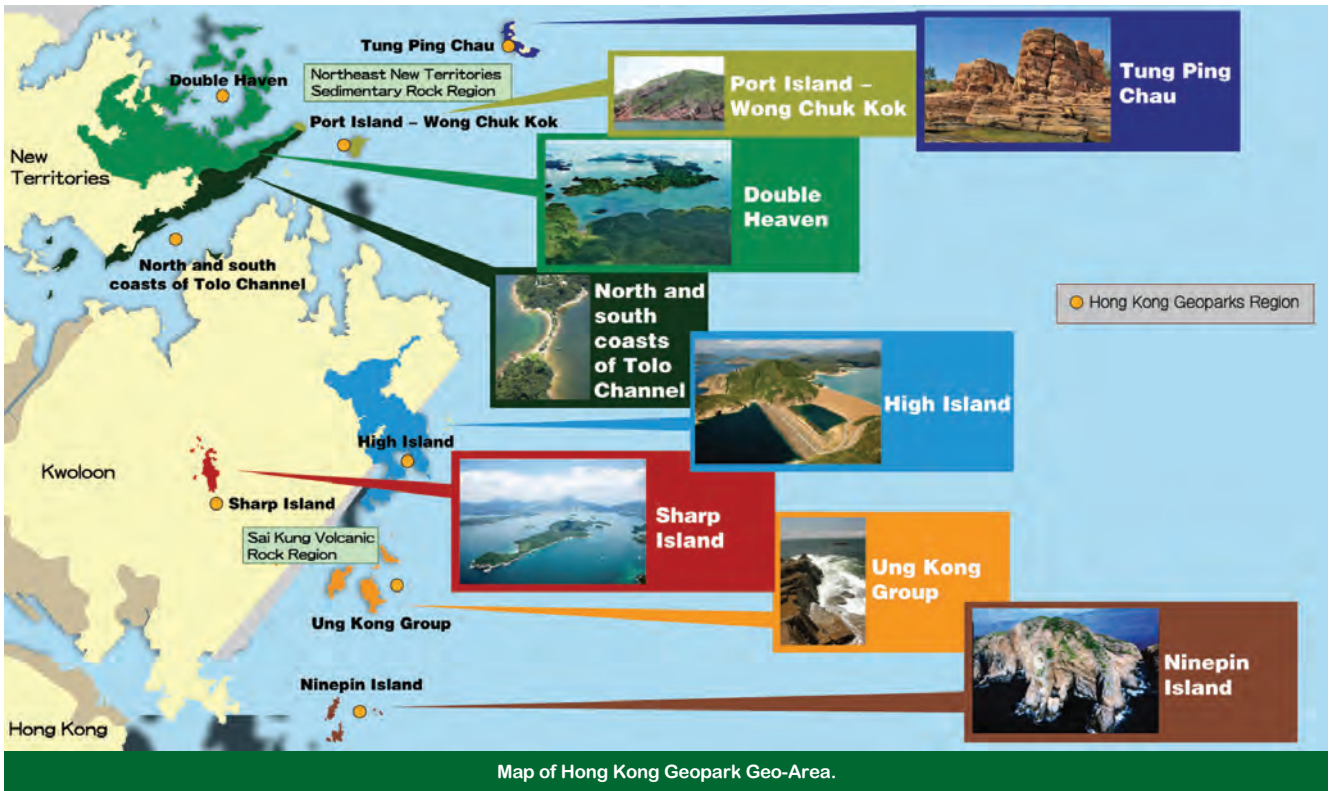 Tung Ping Chau
Double Haven
Northeast New Territories
Sedimentary Rock Region
Port Island – Wong Chuk Kok
New
Territories
North and south
coasts of Tolo Channel
High Island
Kwoloon
Sharp Island
Sai Kung Volcanic
Rock Region
Ung Kong Group
Ninepin Island
Hong Kong
Port Island –
Wong Chuk Kok
Tung Ping
Chau
Double
Heaven
North and
south
coasts
of Tolo
Channel
Hong Kong Geoparks Region
High Island
Sharp
Island
Ung Kong
Group
Ninepin
Island
Map of Hong Kong Geopark Geo-Area.